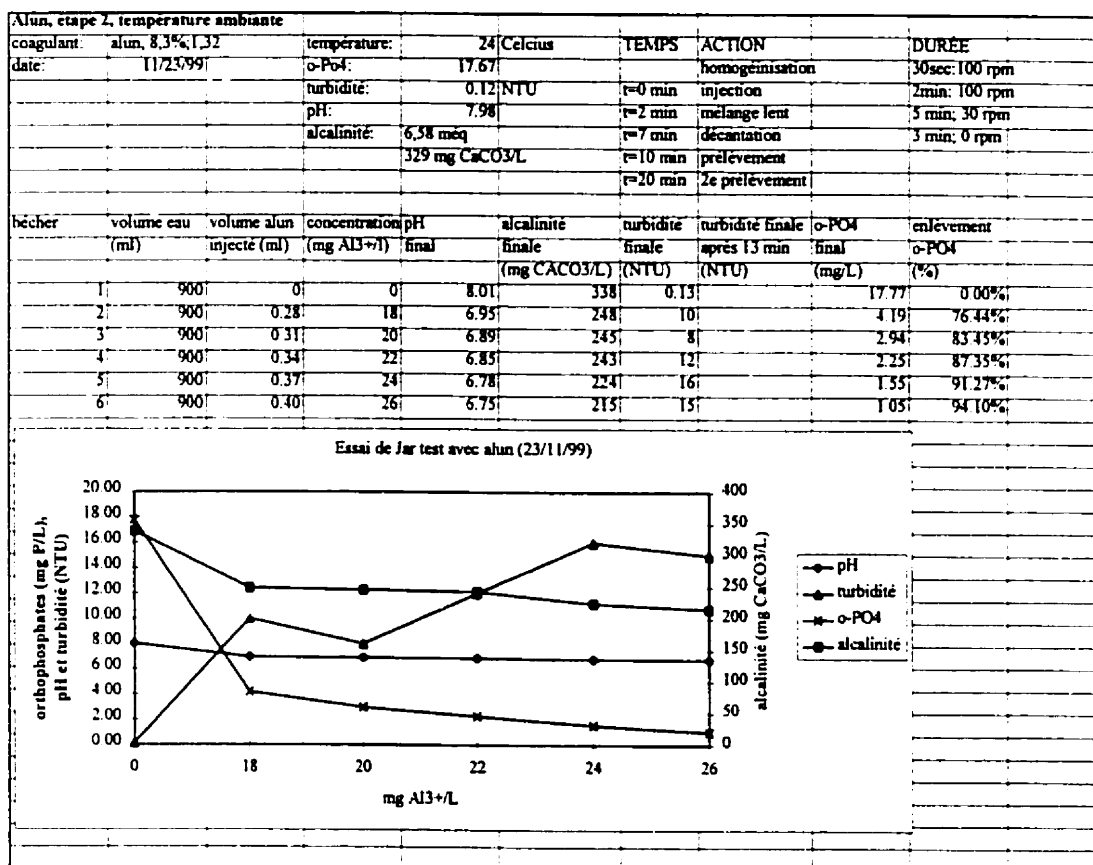 Alun, etape 2, température ambiante
coagulant: alun, 8,3%;1,32 température: 24 Celcius TEMPS ACTION DURÉE
date: 11/23/99 o-Po4: 17.67 homogéinisation 30sec:100 rpm
turbidité: 0.12 NTU t=0 min injection 2min: 100 rpm
pH: 7.98 t=2 min mélange lent 5 min; 30 rpm
alcalinité: 6,58 méq t=7 min décantation 3 min; 0 rpm
329 mg CaCO3/L t=10 min prélèvement
t=20 min 2e prélèvement
bécher volume eau volume alun concentration pH alcalinité turbidité turbidité finale o-PO4 enlèvement
(ml) injecté (ml) (mg Al3+/l) final finale finale après 13 min final o-PO4
(mg CACO3/L) (NTU) (NTU) (mg/L) (%)
1 900 0 0 8.01 338 0.13 17.77 0.00%
2 900 0.28 18 6.95 248 10 4.19 76.44%
3 900 0.31 20 6.89 245 8 2.94 83.45%
4 900 0.34 22 6.85 243 12 2.25 87.35%
5 900 0.37 24 6.78 224 16 1.55 91.27%
6 900 0.40 26 6.75 215 15 1.05 94.10%
Essai de Jar test avec alun (23/11/99)
orthophosphates (mg P/L),
pH et turbidité (NTU)
20 00
18 00
16 00
14 00
12 00
10 00
8 00
6 00
4 00
2 00
0 00
400
350
300
250
200
150
100
50
0
alcalinité (mg CaCO3/L)
pH
turbidité
o-PO4
alcalinité
0 18 20 22 24 26
mg Al3+/L